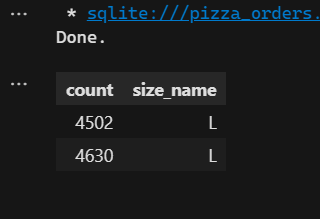 * sqlite:///pizza_orders.
Done.
count size_name
4502 L
4630 L